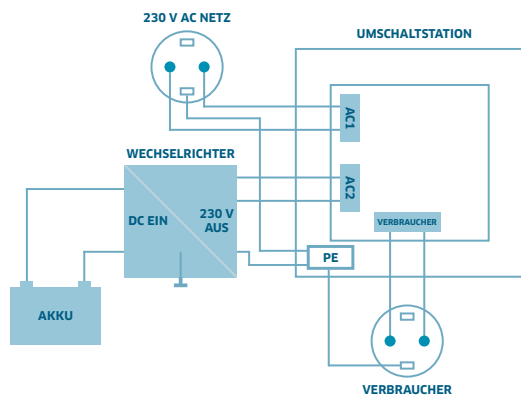 230 V AC NETZ
UMSCHALTSTATION
AC1
WECHSELRICHTER
AC2
DC EIN
230 V
AUS
VERBRAUCHER
PE
AKKU
VERBRAUCHER